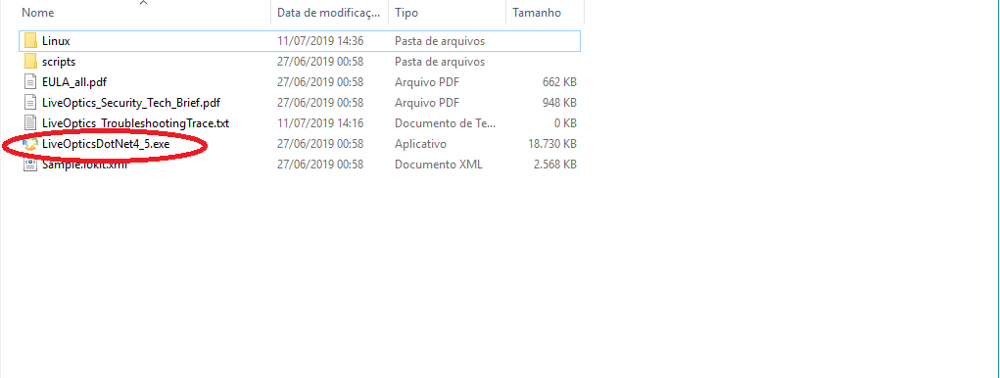 Nome Data de modificaç... Tipo Tamanho
Linux 11/07/2019 14:36 Pasta de arquivos
scripts 27/06/2019 00:58 Pasta de arquivos
EULA_all.pdf 27/06/2019 00:58 Arquivo PDF 662 KB
LiveOptics_Security_Tech_Brief.pdf 27/06/2019 00:58 Arquivo PDF 948 KB
LiveOptics_TroubleshootingTrace.txt 11/07/2019 14:16 Documento de Te... 0 KB
LiveOpticsDotNet4_5.exe 27/06/2019 00:58 Aplicativo 18.730 KB
Sample.iokit.xml 27/06/2019 00:58 Documento XML 2.568 KB